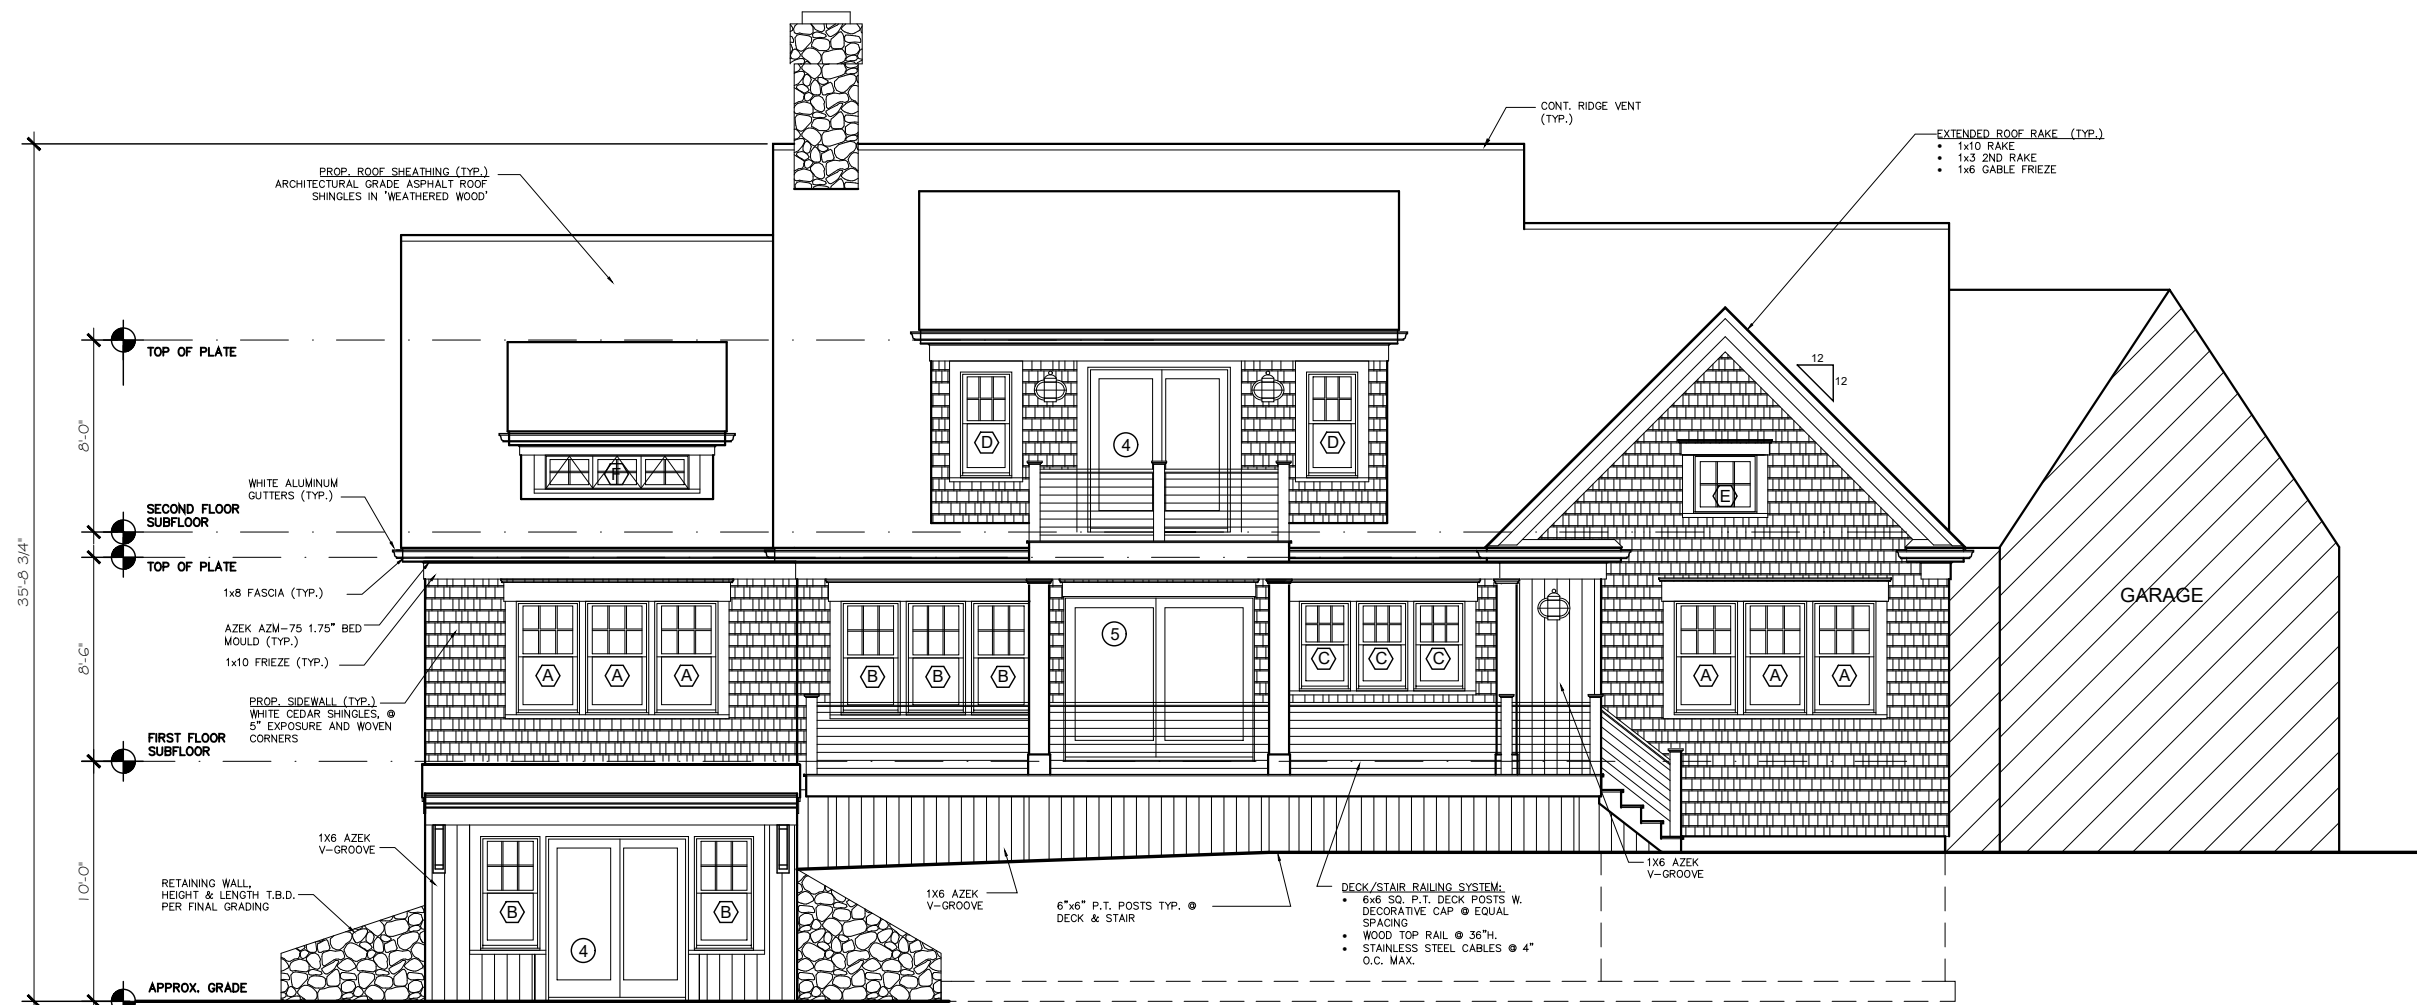 CONT. RIDGE VENT
(TYP.)
EXTENDED ROOF RAKE (TYP.)
• 1x10 RAKE
• 1x3 2ND RAKE
• 1x6 GABLE FRIEZE
PROP. ROOF SHEATHING (TYP.)
ARCHITECTURAL GRADE ASPHALT ROOF
SHINGLES IN 'WEATHERED WOOD'
TOP OF PLATE
12
12
8'-0"
D
4
D
F
E
WHITE ALUMINUM
GUTTERS (TYP.)
SECOND FLOOR
SUBFLOOR
35'-8 3/4"
TOP OF PLATE
1x8 FASCIA (TYP.)
GARAGE
AZEK AZM-75 1.75" BED
MOULD (TYP.)
5
8'-6"
1x10 FRIEZE (TYP.)
A A A B B B C C C A A A
PROP. SIDEWALL (TYP.)
WHITE CEDAR SHINGLES, @
5" EXPOSURE AND WOVEN
CORNERS
FIRST FLOOR
SUBFLOOR
1X6 AZEK
V-GROOVE
10'-0"
1X6 AZEK
V-GROOVE
RETAINING WALL,
HEIGHT & LENGTH T.B.D.
PER FINAL GRADING
B
4
B
1X6 AZEK
V-GROOVE
6"x6" P.T. POSTS TYP. @
DECK & STAIR
DECK/STAIR RAILING SYSTEM:
• 6x6 SQ. P.T. DECK POSTS W.
DECORATIVE CAP @ EQUAL
SPACING
• WOOD TOP RAIL @ 36"H.
• STAINLESS STEEL CABLES @ 4"
O.C. MAX.
APPROX. GRADE